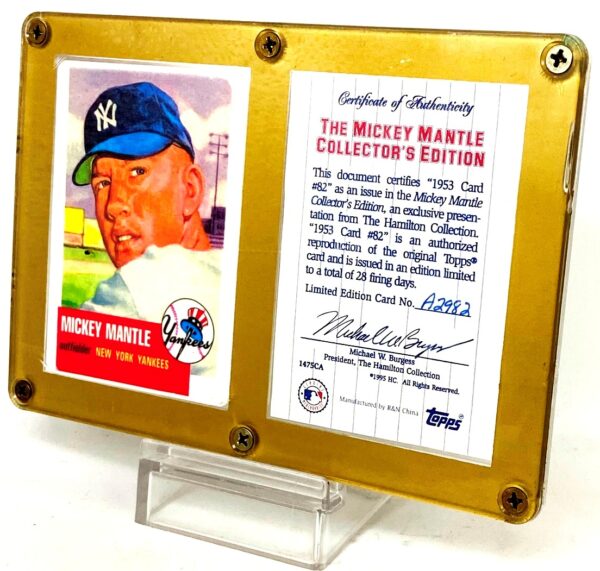 NY
MICKEY MANTLE
outfielder NEW YORK YANKEES
Yankees
Certificate of Authenticity
THE MICKEY MANTLE
COLLECTOR'S EDITION
This document certifies "1953 Card
#82" as an issue in the Mickey Mantle
Collector's Edition, an exclusive presen-
tation from The Hamilton Collection.
"1953 Card #82" is an authorized
reproduction of the original Topps®
card and is issued in an edition limited
to a total of 28 firing days.
Limited Edition Card No. A2982
Michael W Burgess
Michael W. Burgess
President, The Hamilton Collection
1475CA ©1995 HC. All Rights Reserved.
Manufactured by R&N China
TOPPS®